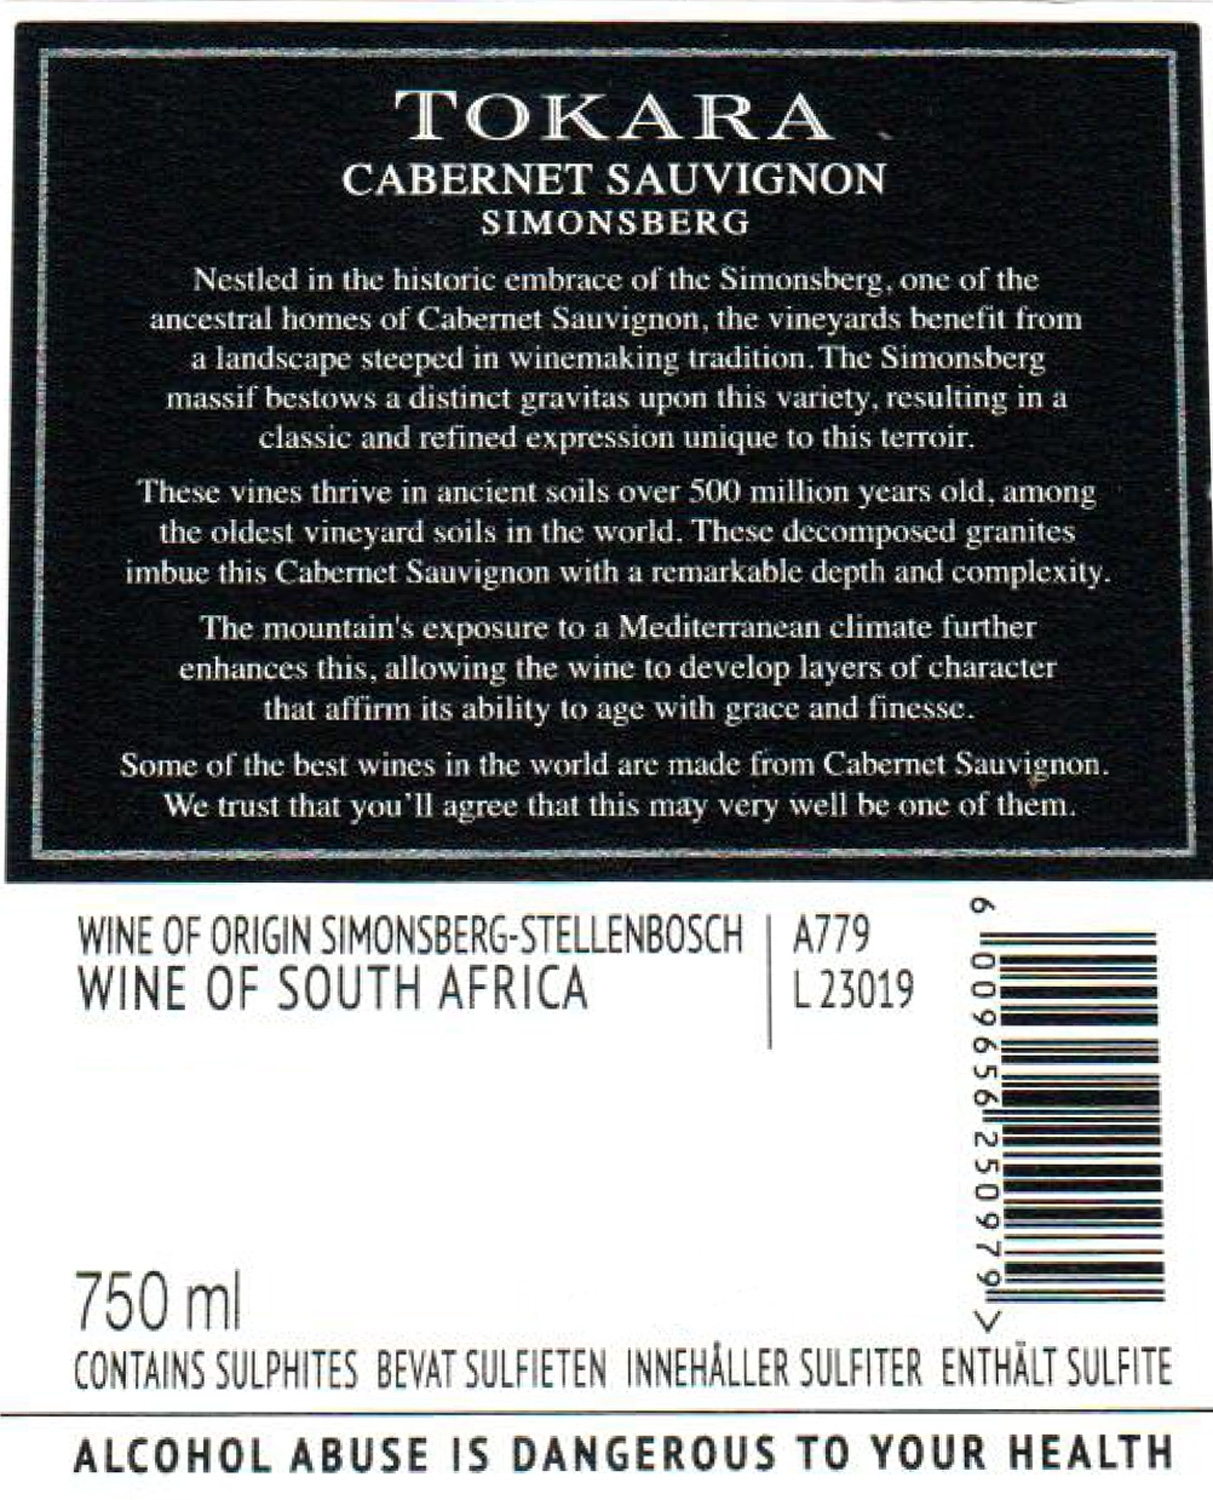 TOKARA
CABERNET SAUVIGNON
SIMONSBERG
Nestled in the historic embrace of the Simonsberg, one of the
ancestral homes of Cabernet Sauvignon, the vineyards benefit from
a landscape steeped in winemaking tradition. The Simonsberg
massif bestows a distinct gravitas upon this variety, resulting in a
classic and refined expression unique to this terroir.
These vines thrive in ancient soils over 500 million years old, among
the oldest vineyard soils in the world. These decomposed granites
imbue this Cabernet Sauvignon with a remarkable depth and complexity.
The mountain's exposure to a Mediterranean climate further
enhances this, allowing the wine to develop layers of character
that affirm its ability to age with grace and finesse.
Some of the best wines in the world are made from Cabernet Sauvignon.
We trust that you’ll agree that this may very well be one of them.
WINE OF ORIGIN SIMONSBERG-STELLENBOSCH
WINE OF SOUTH AFRICA
A779
L 23019
6 009656 250979 >
750 ml
CONTAINS SULPHITES BEVAT SULFIETEN INNEHÅLLER SULFITER ENTHÄLT SULFITE
ALCOHOL ABUSE IS DANGEROUS TO YOUR HEALTH